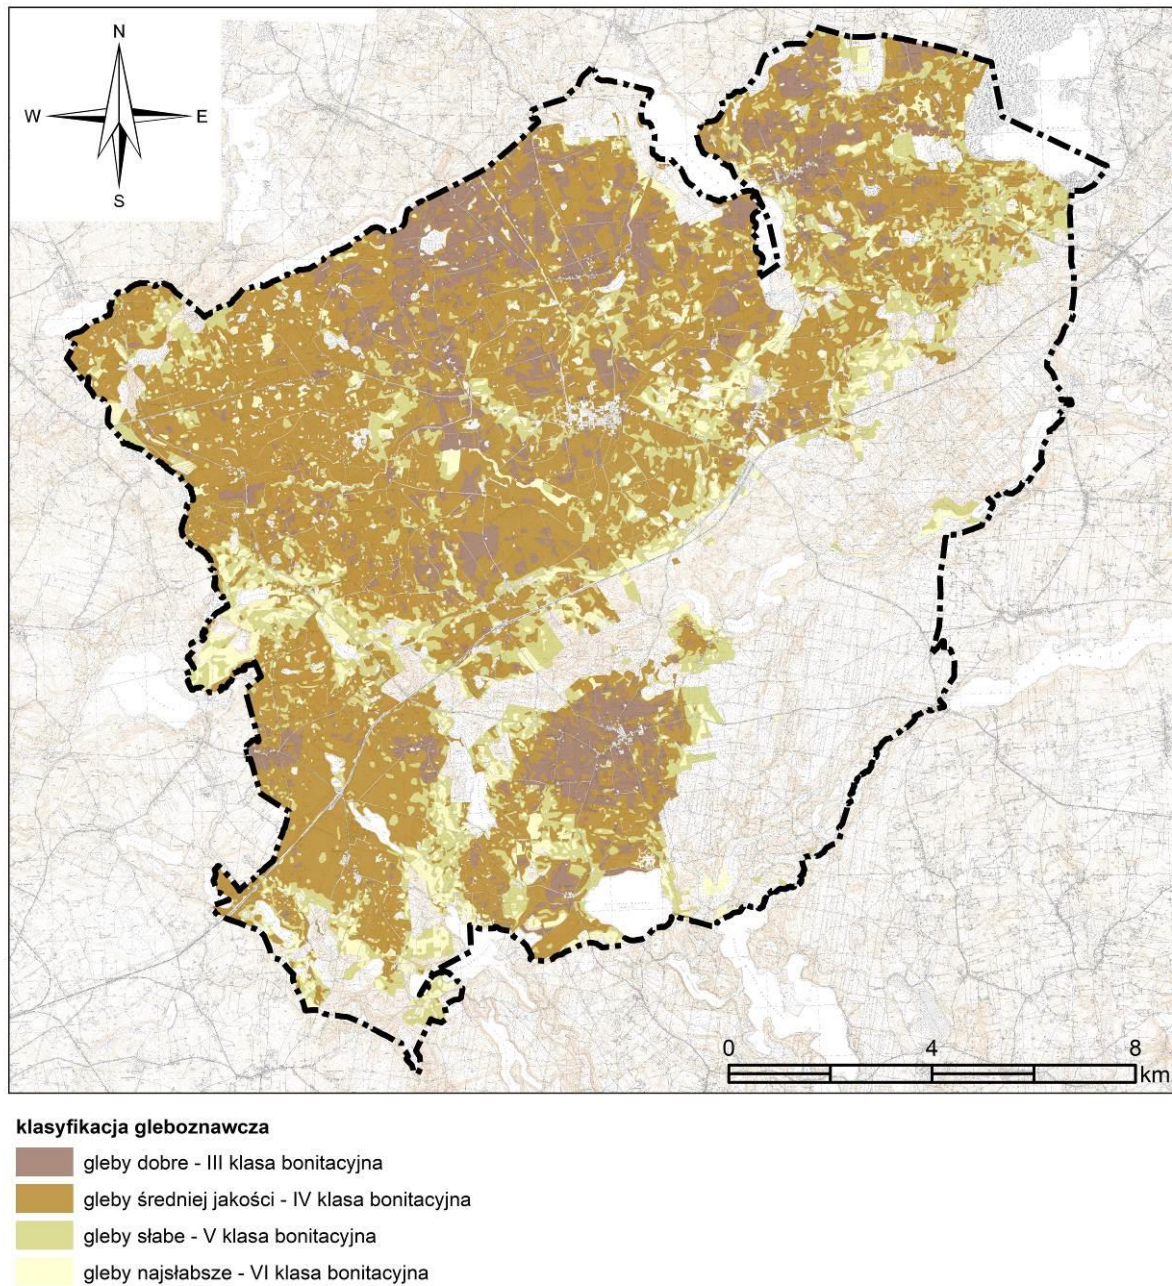 N
W E
S
0 4 8
km
klasyfikacja gleboznawcza
gleby dobre - III klasa bonitacyjna
gleby średniej jakości - IV klasa bonitacyjna
gleby słabe - V klasa bonitacyjna
gleby najsłabsze - VI klasa bonitacyjna